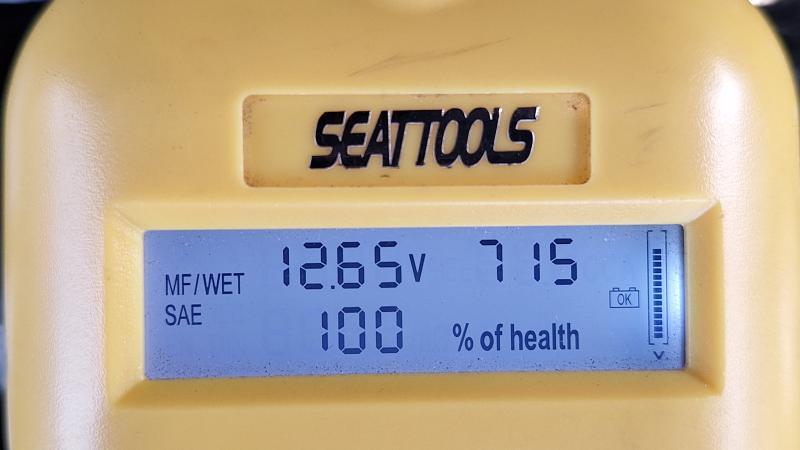 SEATTOOLS
MF/WET 12.65V 715
SAE 100 % of health
OK